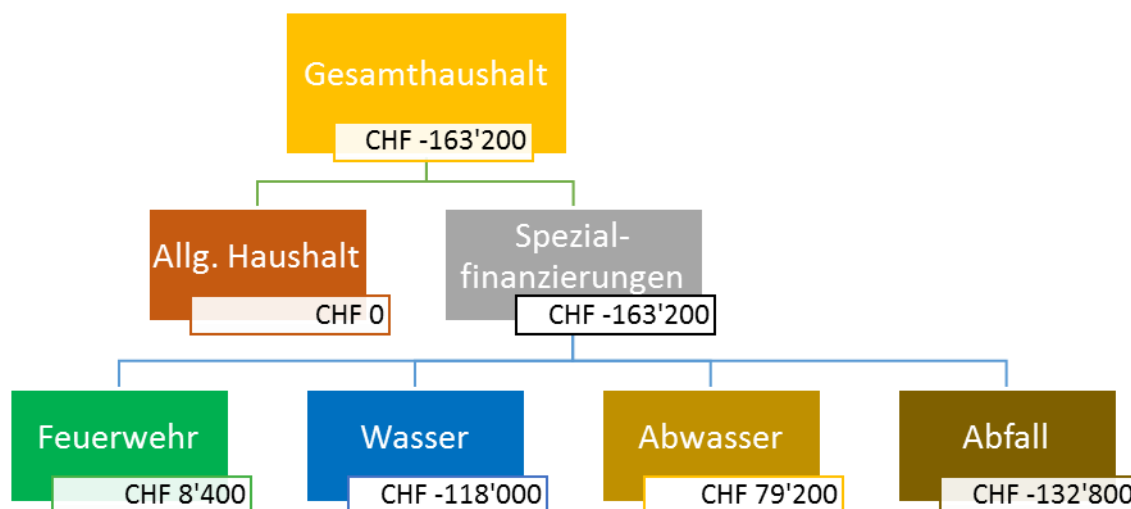 Gesamthaushalt
CHF -163'200
Allg. Haushalt
CHF 0
Spezial-
finanzierungen
CHF -163'200
Feuerwehr
CHF 8'400
Wasser
CHF -118'000
Abwasser
CHF 79'200
Abfall
CHF -132'800